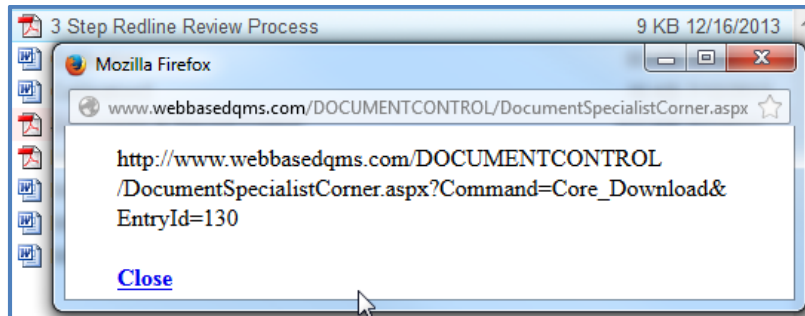 3 Step Redline Review Process 9 KB 12/16/2013
Mozilla Firefox
www.webbasedqms.com/DOCUMENTCONTROL/DocumentSpecialistCorner.aspx
http://www.webbasedqms.com/DOCUMENTCONTROL
/DocumentSpecialistCorner.aspx?Command=Core_Download&
EntryId=130
Close